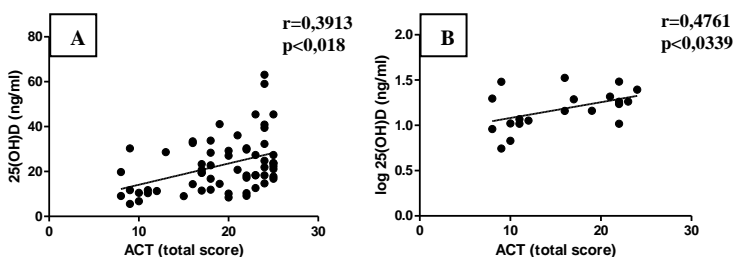 A
r=0,3913
p<0,018
25(OH)D (ng/ml)
80
60
40
20
0
0 10 20 30
ACT (total score)
B
r=0,4761
p<0,0339
log 25(OH)D (ng/ml)
2.0
1.5
1.0
0.5
0.0
0 10 20 30
ACT (total score)